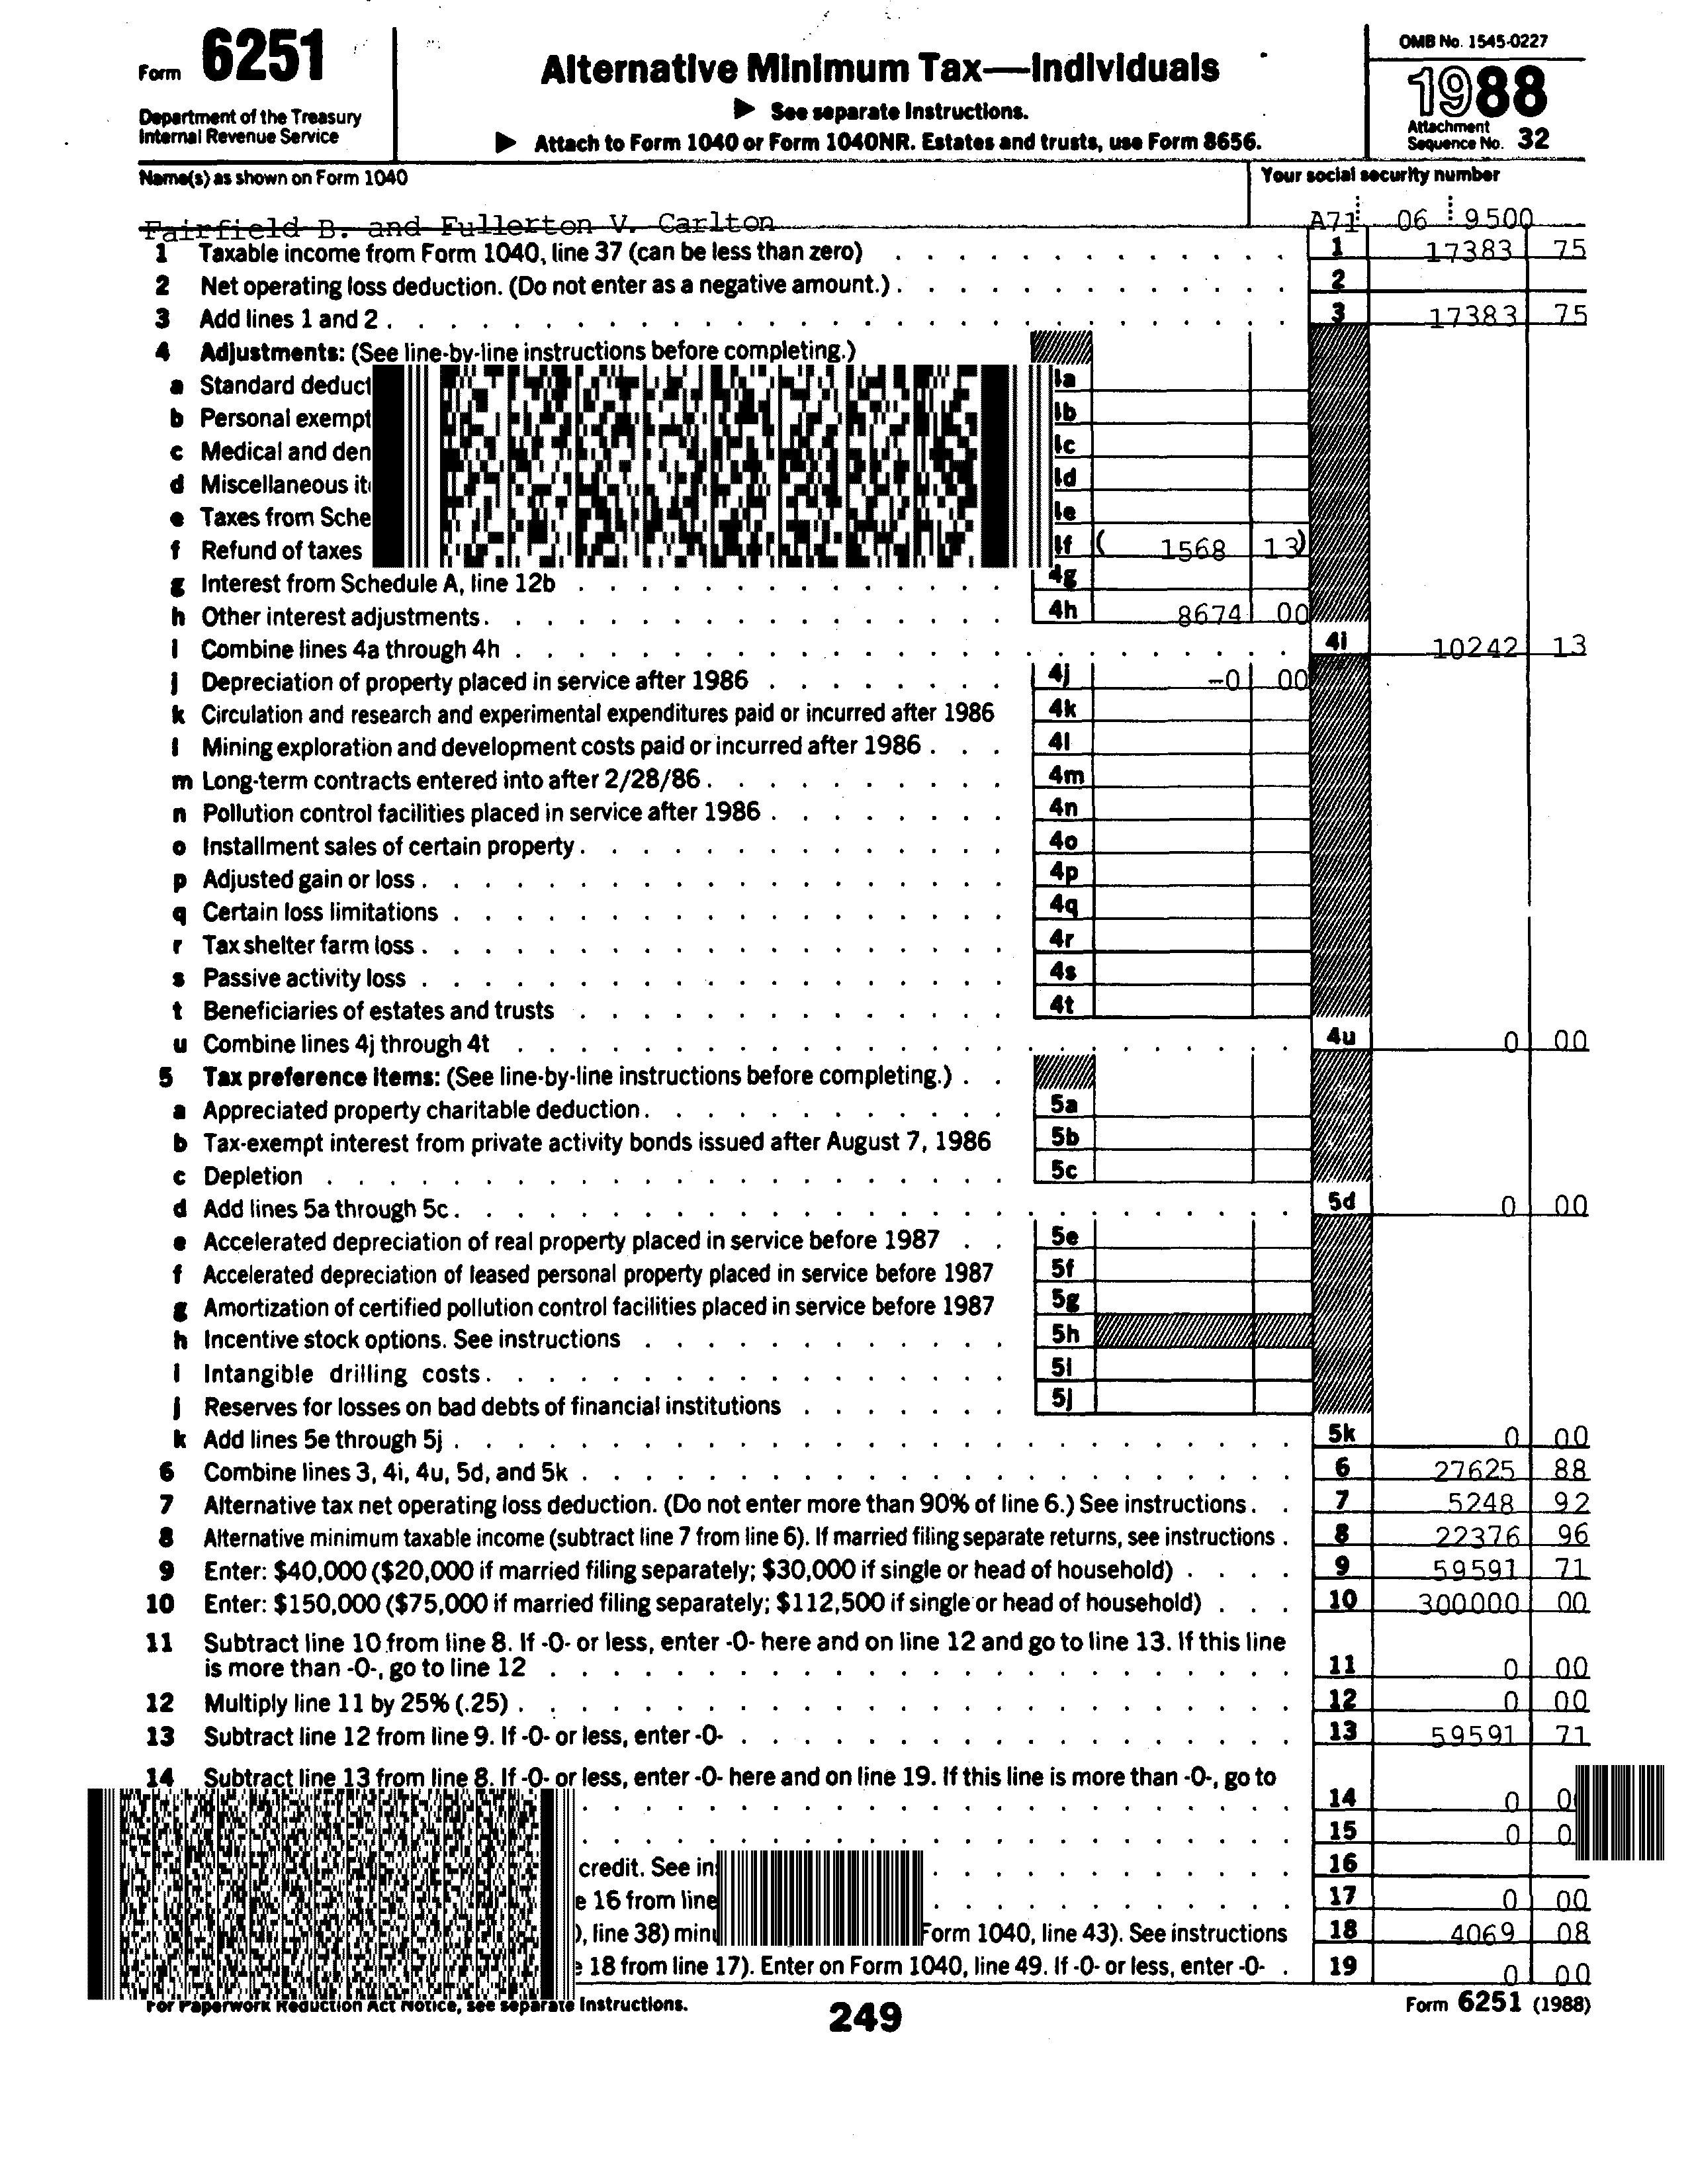 Form 6251
Department of the Treasury
Internal Revenue Service
Alternative Minimum Tax—Individuals
▶ See separate Instructions.
▶ Attach to Form 1040 or Form 1040NR. Estates and trusts, use Form 8656.
OMB No. 1545-0227
1988
Attachment
Sequence No. 32
Name(s) as shown on Form 1040
Your social security number
Fairfield B. and Fullerton V. Carlton
A71 06 9500
1 Taxable income from Form 1040, line 37 (can be less than zero) 1 17383 75
2 Net operating loss deduction. (Do not enter as a negative amount.) 2
3 Add lines 1 and 2 3 17383 75
4 Adjustments: (See line-by-line instructions before completing.)
a Standard deduct
b Personal exempt
c Medical and den
d Miscellaneous it
e Taxes from Sche
f Refund of taxes ( 1568 13)
g Interest from Schedule A, line 12b 4g
h Other interest adjustments 4h 8674 00
i Combine lines 4a through 4h 4i 10242 13
j Depreciation of property placed in service after 1986 4j -0 00
k Circulation and research and experimental expenditures paid or incurred after 1986 4k
l Mining exploration and development costs paid or incurred after 1986 4l
m Long-term contracts entered into after 2/28/86 4m
n Pollution control facilities placed in service after 1986 4n
o Installment sales of certain property 4o
p Adjusted gain or loss 4p
q Certain loss limitations 4q
r Tax shelter farm loss 4r
s Passive activity loss 4s
t Beneficiaries of estates and trusts 4t
u Combine lines 4j through 4t 4u 0 00
5 Tax preference items: (See line-by-line instructions before completing.)
a Appreciated property charitable deduction 5a
b Tax-exempt interest from private activity bonds issued after August 7, 1986 5b
c Depletion 5c
d Add lines 5a through 5c 5d 0 00
e Accelerated depreciation of real property placed in service before 1987 5e
f Accelerated depreciation of leased personal property placed in service before 1987 5f
g Amortization of certified pollution control facilities placed in service before 1987 5g
h Incentive stock options. See instructions 5h
i Intangible drilling costs 5i
j Reserves for losses on bad debts of financial institutions 5j
k Add lines 5e through 5j 5k 0 00
6 Combine lines 3, 4i, 4u, 5d, and 5k 6 27625 88
7 Alternative tax net operating loss deduction. (Do not enter more than 90% of line 6.) See instructions 7 5248 92
8 Alternative minimum taxable income (subtract line 7 from line 6). If married filing separate returns, see instructions 8 22376 96
9 Enter: $40,000 ($20,000 if married filing separately; $30,000 if single or head of household) 9 59591 71
10 Enter: $150,000 ($75,000 if married filing separately; $112,500 if single or head of household) 10 300000 00
11 Subtract line 10 from line 8. If -0- or less, enter -0- here and on line 12 and go to line 13. If this line
is more than -0-, go to line 12 11 0 00
12 Multiply line 11 by 25% (.25) 12 0 00
13 Subtract line 12 from line 9. If -0- or less, enter -0- 13 59591 71
14 Subtract line 13 from line 8. If -0- or less, enter -0- here and on line 19. If this line is more than -0-, go to
14 0 0
15 0 0
credit. See in 16
e 16 from line 17 0 00
), line 38) min Form 1040, line 43). See instructions 18 4069 08
18 from line 17). Enter on Form 1040, line 49. If -0- or less, enter -0- 19 0 00
For Paperwork Reduction Act Notice, see separate Instructions.
249
Form 6251 (1988)